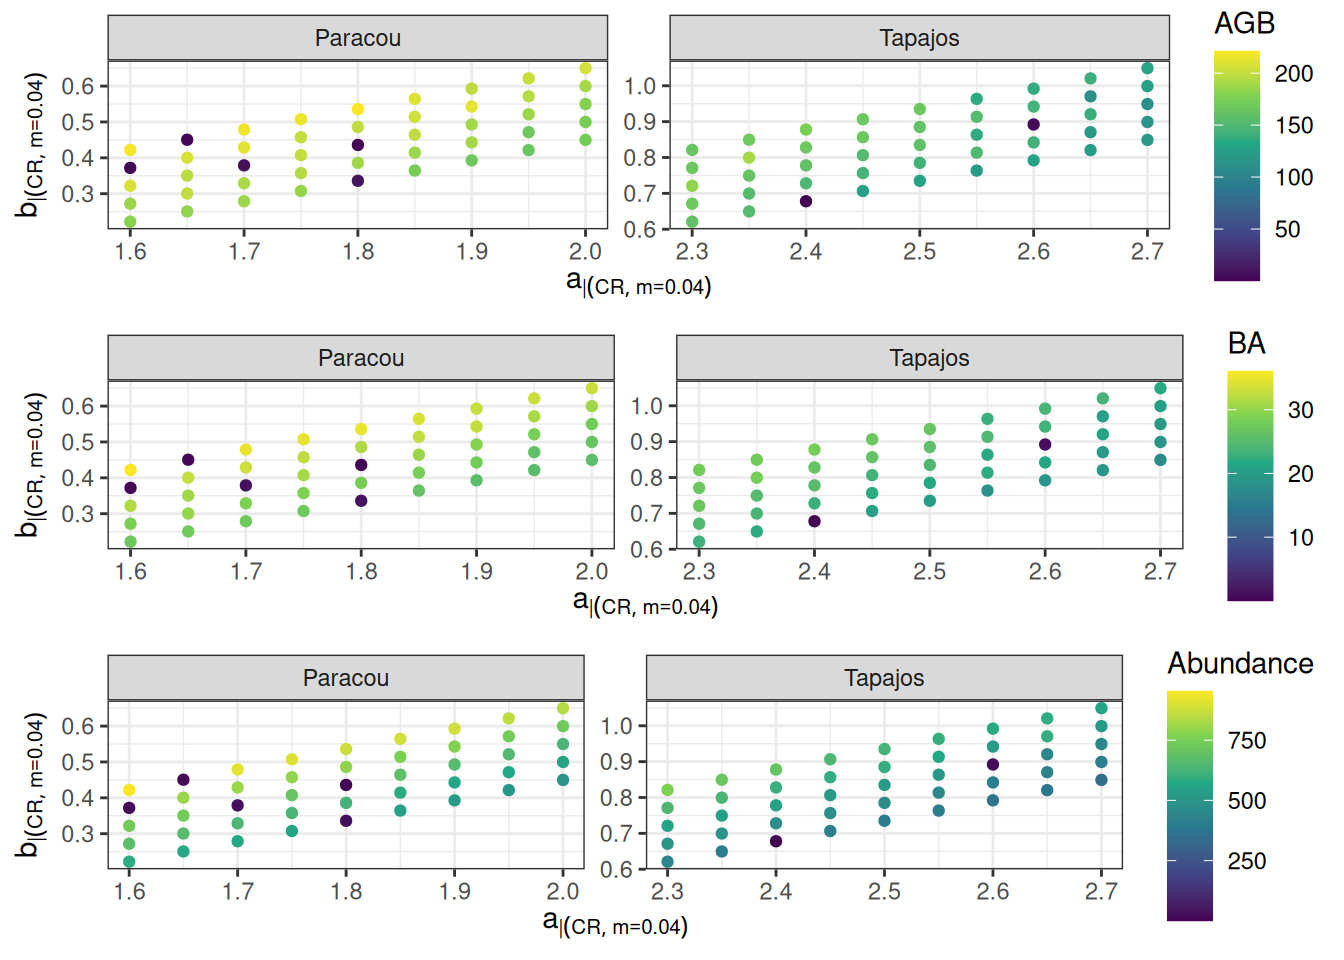 Paracou Tapajos AGB
b|(CR, m=0.04)
0.6 0.5 0.4 0.3
1.0 0.9 0.8 0.7 0.6
200 150 100 50
1.6 1.7 1.8 1.9 2.0 2.3 2.4 2.5 2.6 2.7
a|(CR, m=0.04)
Paracou Tapajos BA
b|(CR, m=0.04)
0.6 0.5 0.4 0.3
1.0 0.9 0.8 0.7 0.6
30 20 10
1.6 1.7 1.8 1.9 2.0 2.3 2.4 2.5 2.6 2.7
a|(CR, m=0.04)
Paracou Tapajos Abundance
b|(CR, m=0.04)
0.6 0.5 0.4 0.3
1.0 0.9 0.8 0.7 0.6
750 500 250
1.6 1.7 1.8 1.9 2.0 2.3 2.4 2.5 2.6 2.7
a|(CR, m=0.04)